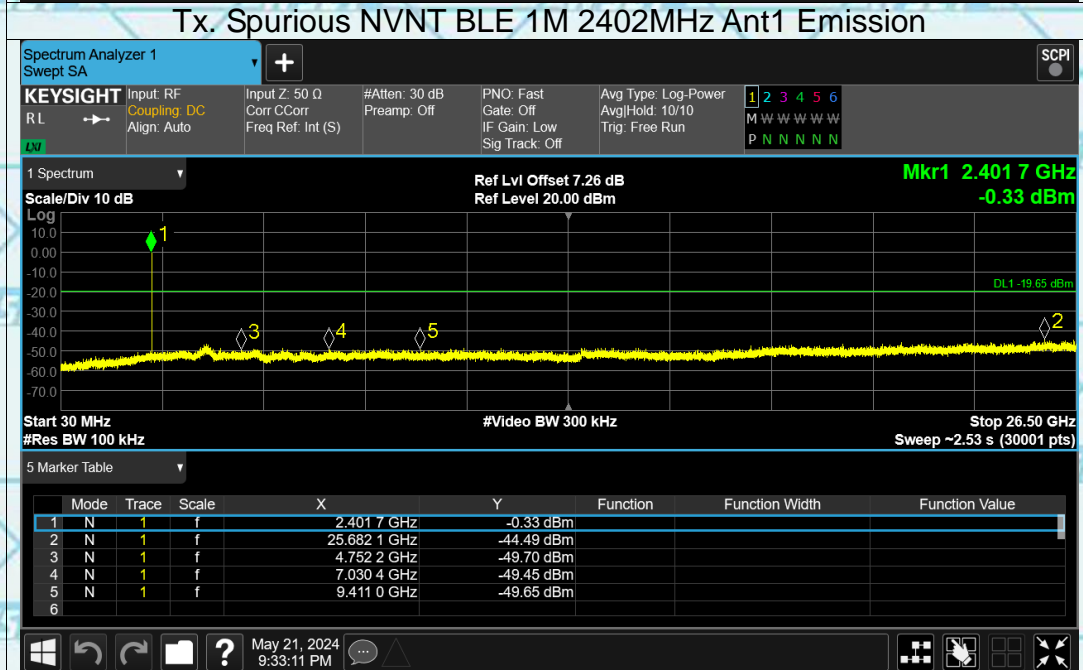 Tx. Spurious NVNT BLE 1M 2402MHz Ant1 Emission
Spectrum Analyzer 1
Swept SA
+
SCPI
KEYSIGHT Input: RF Input Z: 50 Ω #Atten: 30 dB PNO: Fast Avg Type: Log-Power 1 2 3 4 5 6
RL Coupling: DC Corr CCorr Preamp: Off Gate: Off Avg|Hold: 10/10 M W W W W W
Align: Auto Freq Ref: Int (S) IF Gain: Low Trig: Free Run
LXI Sig Track: Off P N N N N N
1 Spectrum Ref Lvl Offset 7.26 dB Mkr1 2.401 7 GHz
Scale/Div 10 dB Ref Level 20.00 dBm -0.33 dBm
Log
10.0
1
0.00
-10.0
DL1 -19.65 dBm
-20.0
-30.0
2
-40.0
3 4 5
-50.0
-60.0
-70.0
Start 30 MHz #Video BW 300 kHz Stop 26.50 GHz
#Res BW 100 kHz Sweep ~2.53 s (30001 pts)
5 Marker Table
Mode Trace Scale X Y Function Function Width Function Value
1 N 1 f 2.401 7 GHz -0.33 dBm
2 N 1 f 25.682 1 GHz -44.49 dBm
3 N 1 f 4.752 2 GHz -49.70 dBm
4 N 1 f 7.030 4 GHz -49.45 dBm
5 N 1 f 9.411 0 GHz -49.65 dBm
6
? May 21, 2024
9:33:11 PM